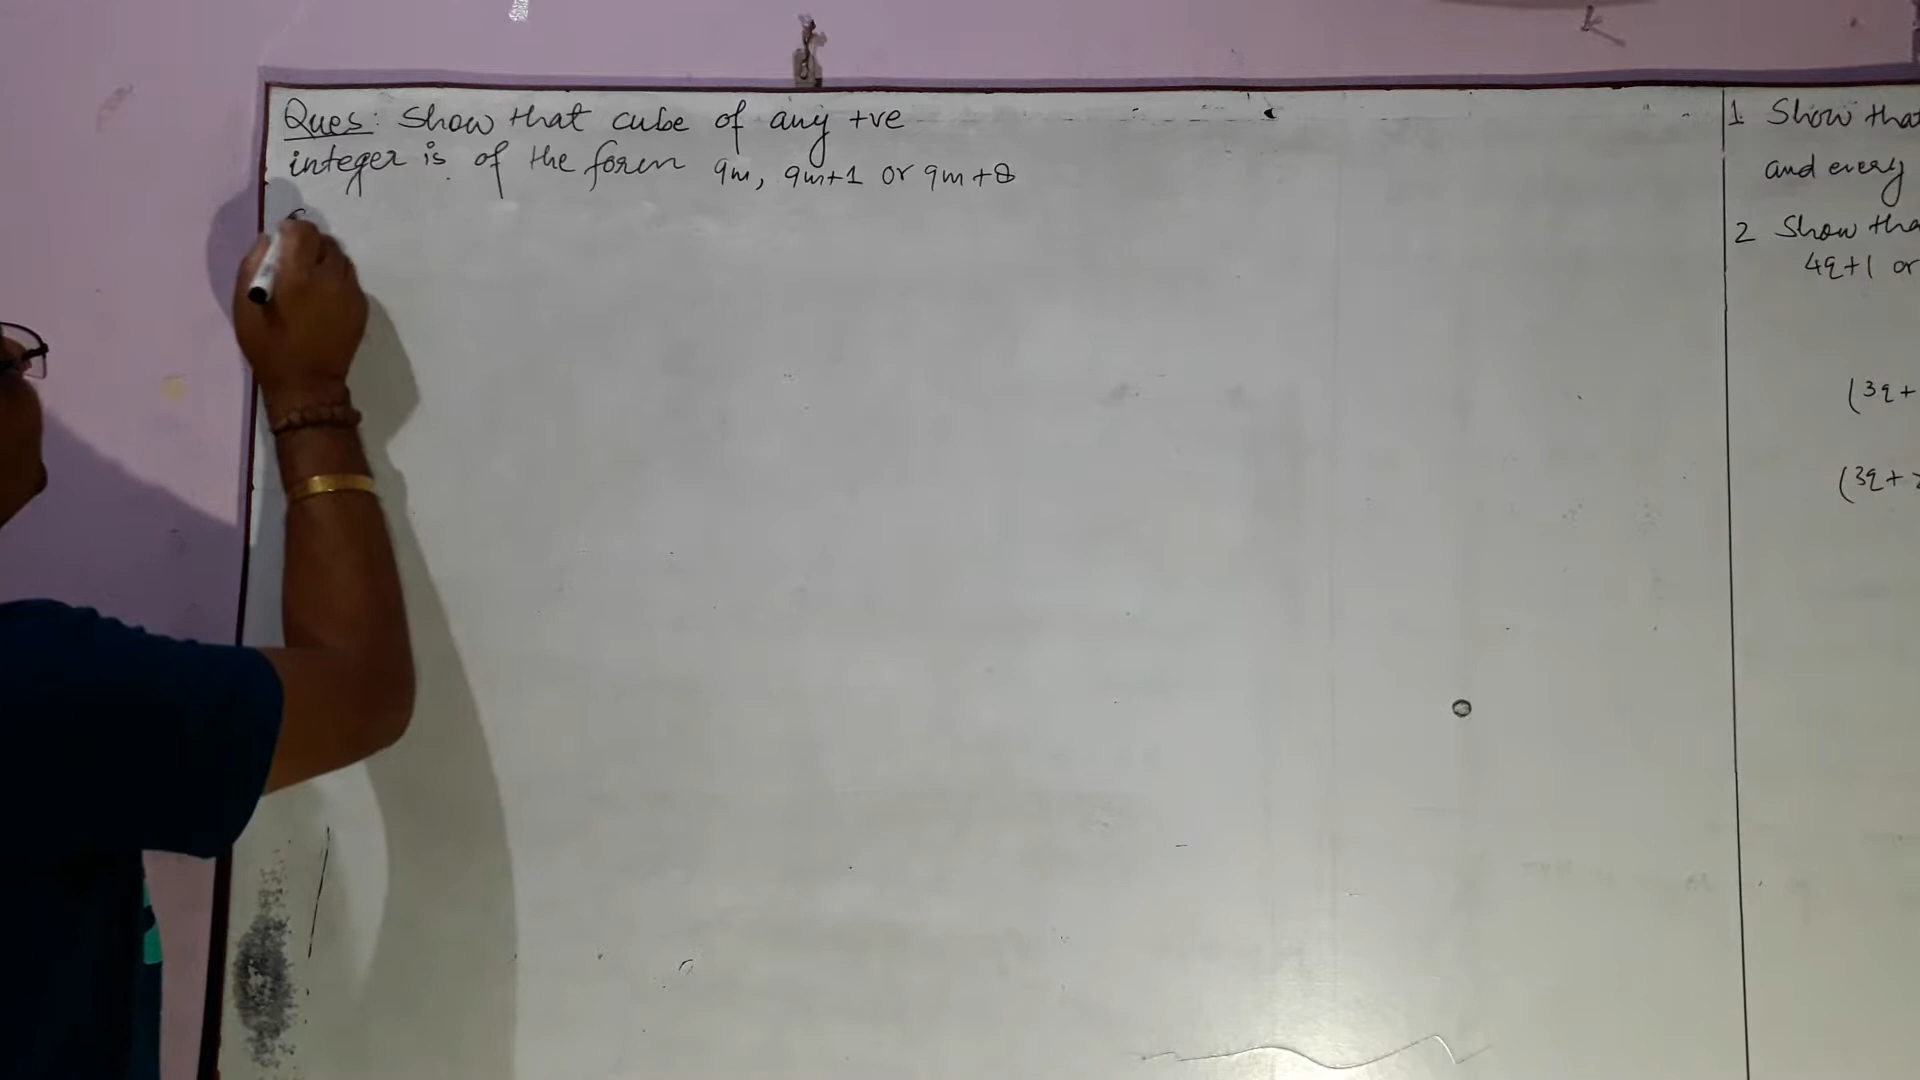 Ques: Show that cube of any +ve
integer is of the form 9m, 9m+1 or 9m+8
1 Show that
and every
2 Show tha
4q+1 or
(3q+
(3q+